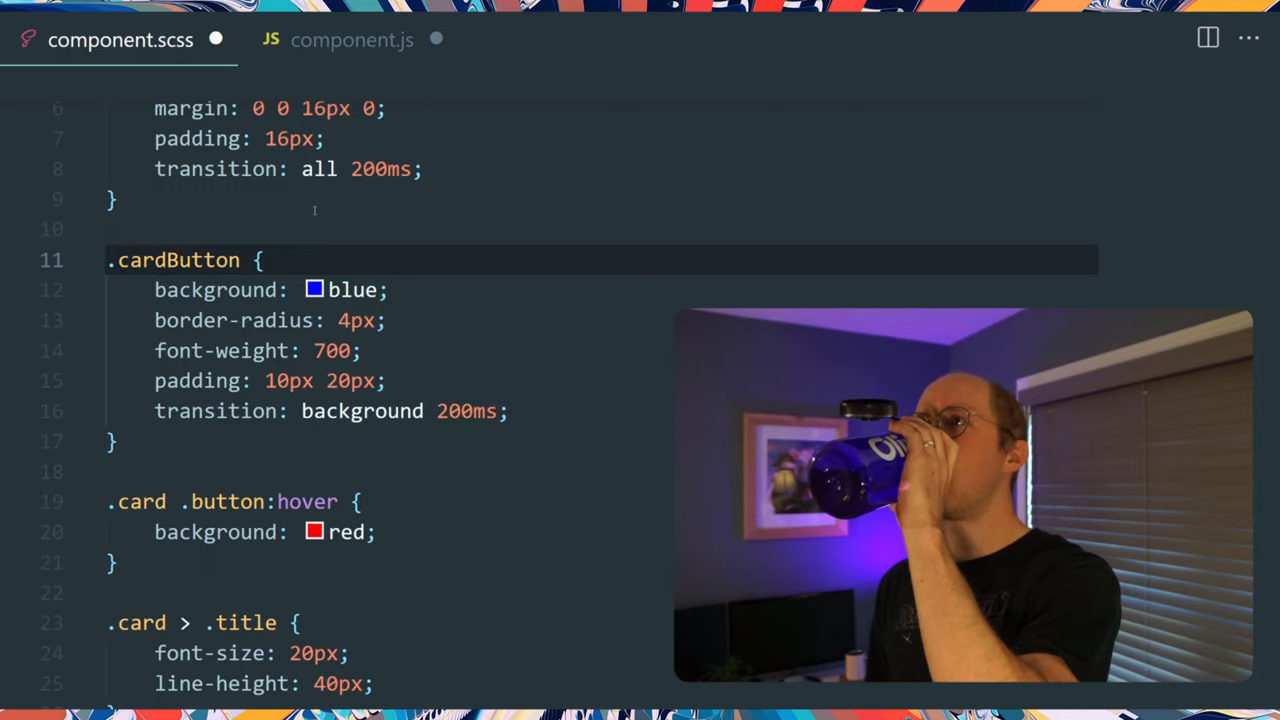 component.scss
JS component.js
6 margin: 0 0 16px 0;
7 padding: 16px;
8 transition: all 200ms;
9 }
10
11 .cardButton {
12 background: blue;
13 border-radius: 4px;
14 font-weight: 700;
15 padding: 10px 20px;
16 transition: background 200ms;
17 }
18
19 .card .button:hover {
20 background: red;
21 }
22
23 .card > .title {
24 font-size: 20px;
25 line-height: 40px;